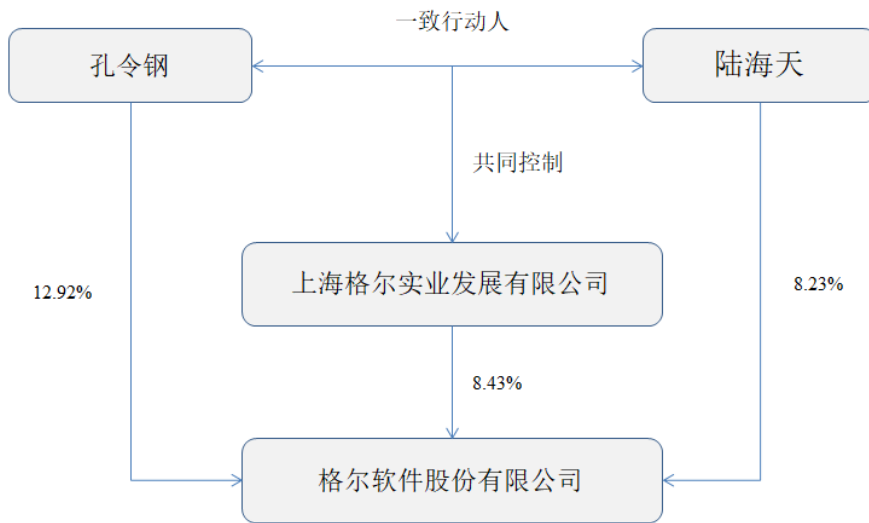 一致行动人
孔令钢
陆海天
共同控制
上海格尔实业发展有限公司
12.92%
8.23%
8.43%
格尔软件股份有限公司